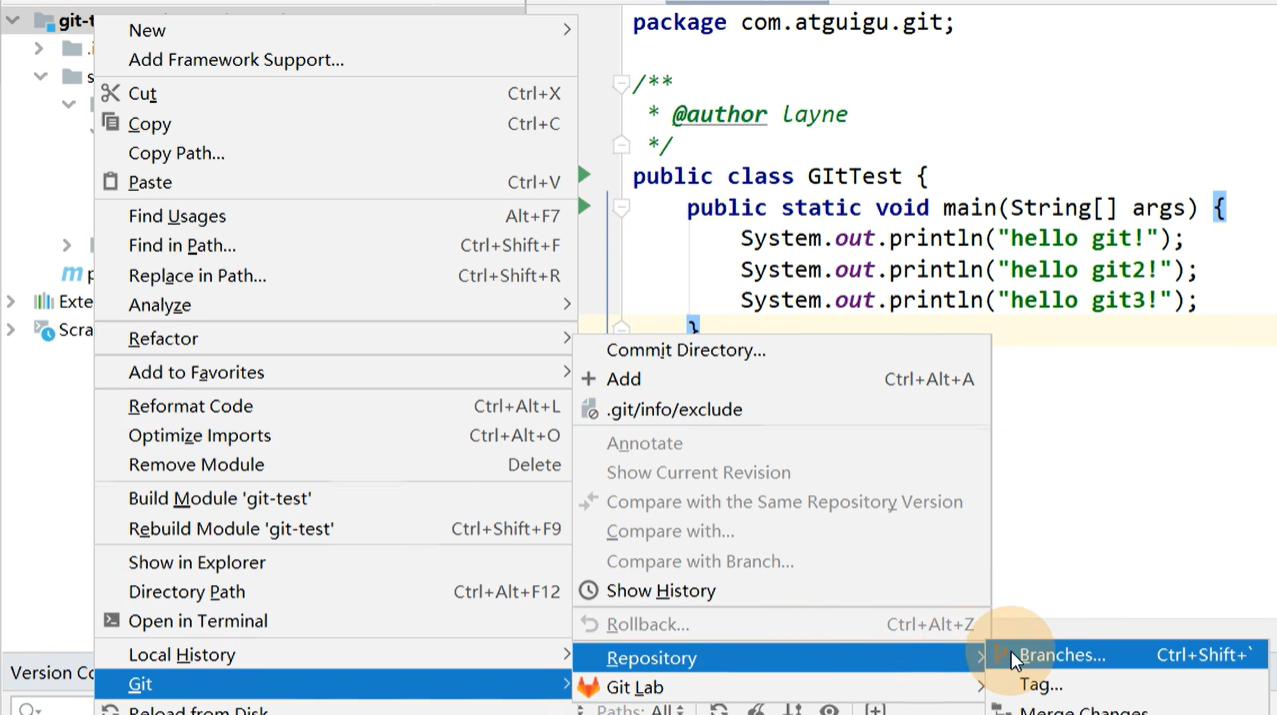 git-t
package com.atguigu.git;
/**
* @author layne
*/
public class GItTest {
public static void main(String[] args) {
System.out.println("hello git!");
System.out.println("hello git2!");
System.out.println("hello git3!");
}
New
Add Framework Support...
Cut Ctrl+X
Copy Ctrl+C
Copy Path...
Paste Ctrl+V
Find Usages Alt+F7
Find in Path... Ctrl+Shift+F
Replace in Path... Ctrl+Shift+R
Analyze
Refactor
Add to Favorites
Reformat Code Ctrl+Alt+L
Optimize Imports Ctrl+Alt+O
Remove Module Delete
Build Module 'git-test'
Rebuild Module 'git-test' Ctrl+Shift+F9
Show in Explorer
Directory Path Ctrl+Alt+F12
Open in Terminal
Local History
Git
Reload from Disk
.i
s
m p
Exte
Scra
Version Co
Commit Directory...
Add Ctrl+Alt+A
.git/info/exclude
Annotate
Show Current Revision
Compare with the Same Repository Version
Compare with...
Compare with Branch...
Show History
Rollback... Ctrl+Alt+Z
Repository
Git Lab
Paths: All
Branches... Ctrl+Shift+`
Tag...
Merge Changes